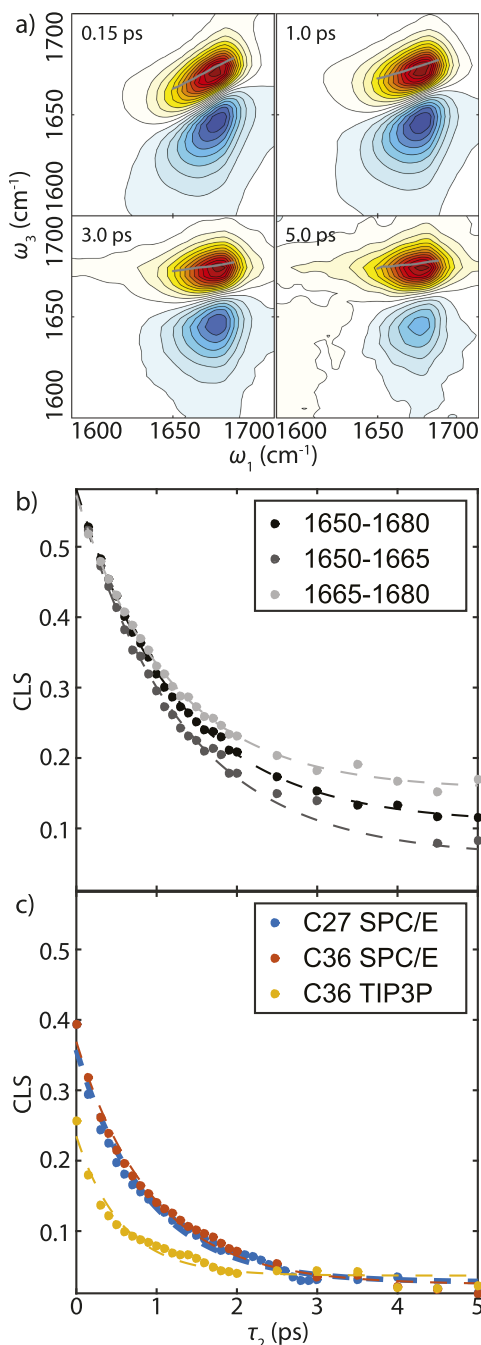 a)
0.15 ps
1.0 ps
3.0 ps
5.0 ps
1700
1650
1600
1700
1650
1600
ω3 (cm-1)
1600 1650 1700 1600 1650 1700
ω1 (cm-1)
b)
1650-1680
1650-1665
1665-1680
0.5
0.4
0.3
0.2
0.1
CLS
c)
C27 SPC/E
C36 SPC/E
C36 TIP3P
0.5
0.4
0.3
0.2
0.1
CLS
0 1 2 3 4 5
τ2 (ps)